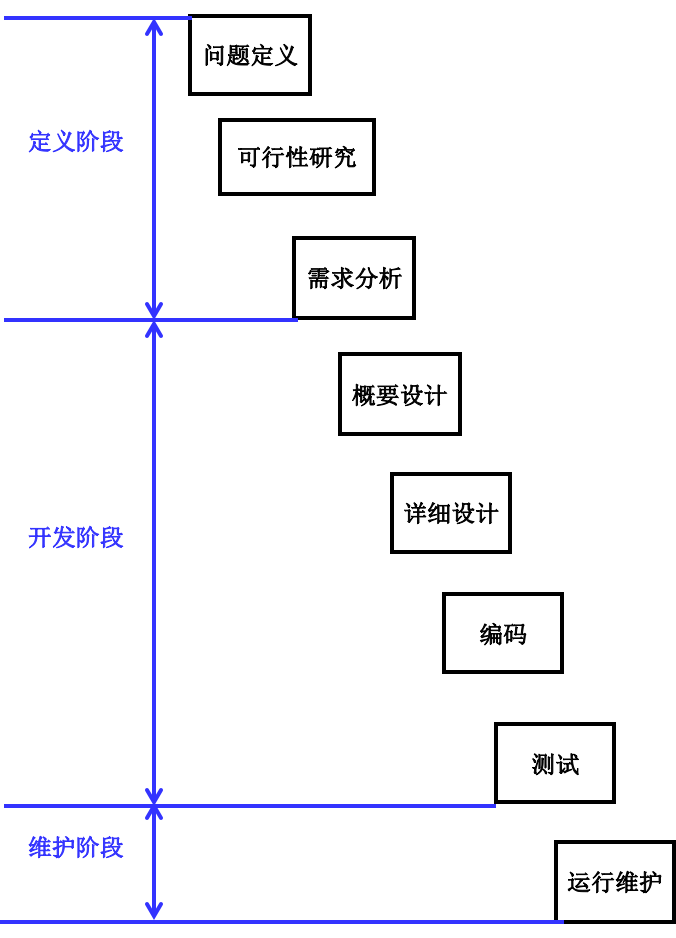 问题定义
定义阶段
可行性研究
需求分析
概要设计
详细设计
开发阶段
编码
测试
维护阶段
运行维护